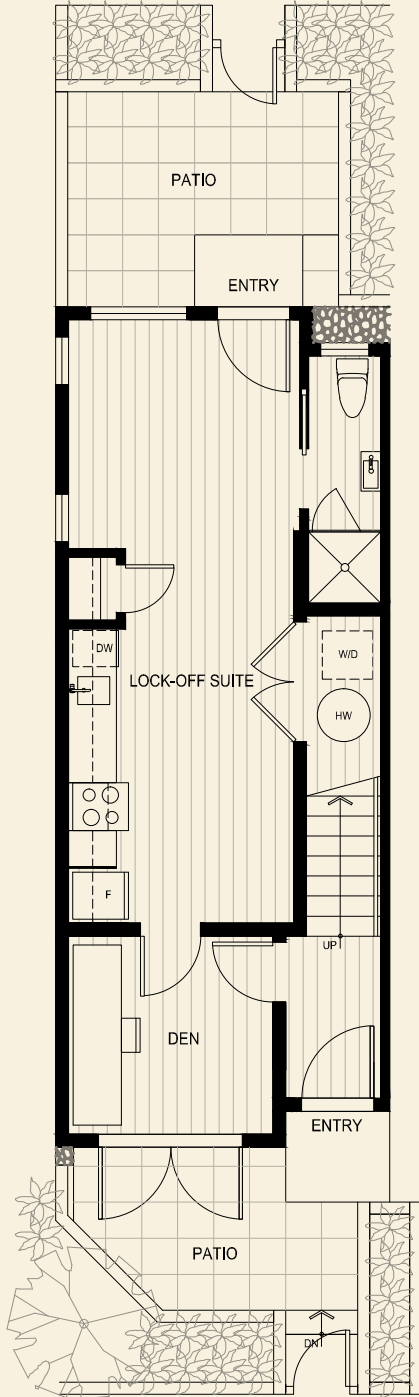 PATIO
ENTRY
DW
W/D
LOCK-OFF SUITE
HW
F
UP
DEN
ENTRY
PATIO
DN